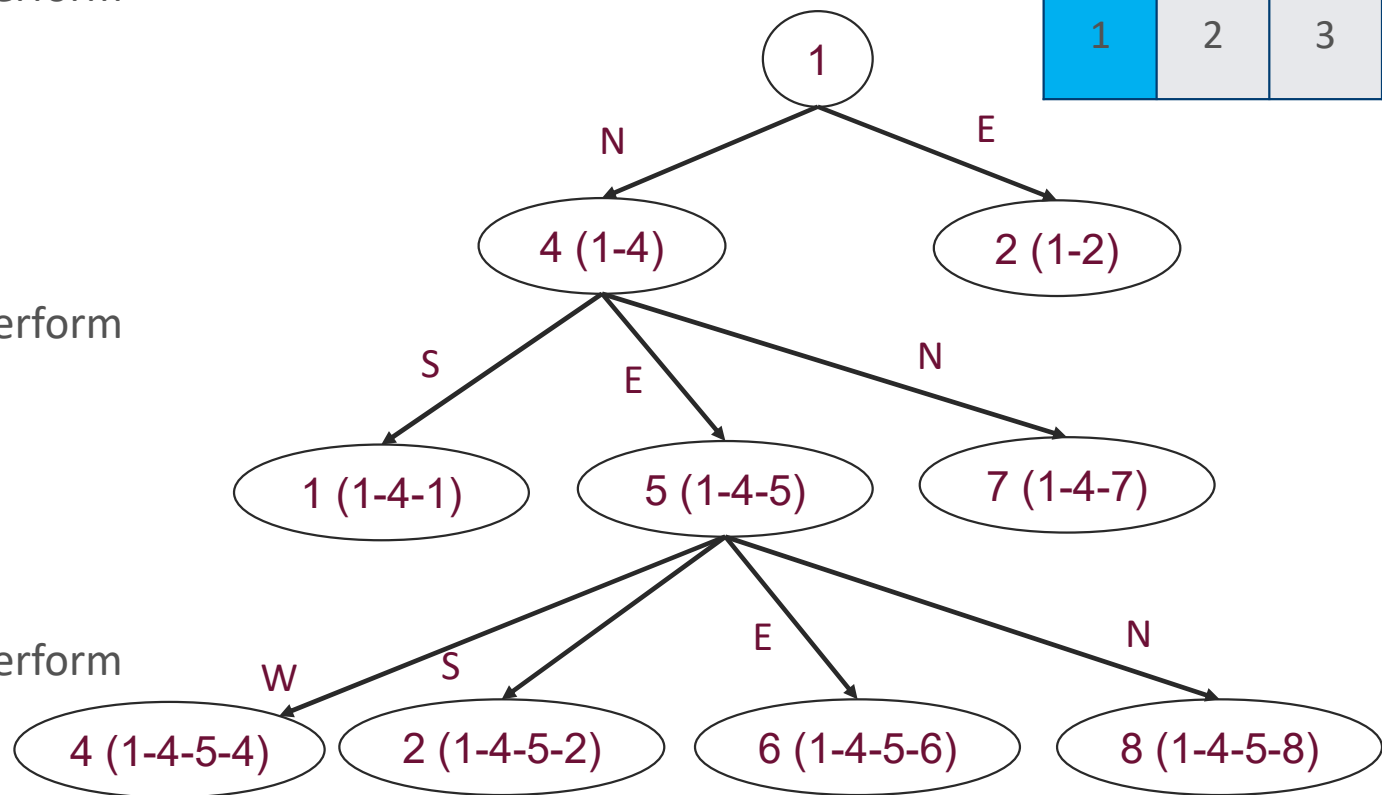 1 2 3
1
N E
4 (1-4) 2 (1-2)
erform
S E N
1 (1-4-1) 5 (1-4-5) 7 (1-4-7)
erform
W S E N
4 (1-4-5-4) 2 (1-4-5-2) 6 (1-4-5-6) 8 (1-4-5-8)